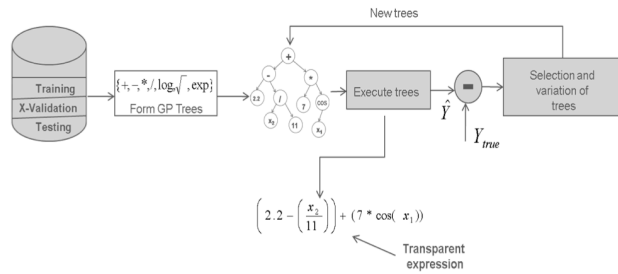 New trees
Training
X-Validation
Testing
{+,-,*,/,log,√ ,exp}
Form GP Trees
+
-
*
2.2
/
7
cos
x₂
11
x₁
Execute trees
Ŷ
-
Y_true
Selection and
variation of
trees
(2.2-(x₂/11))+(7*cos( x₁))
Transparent
expression